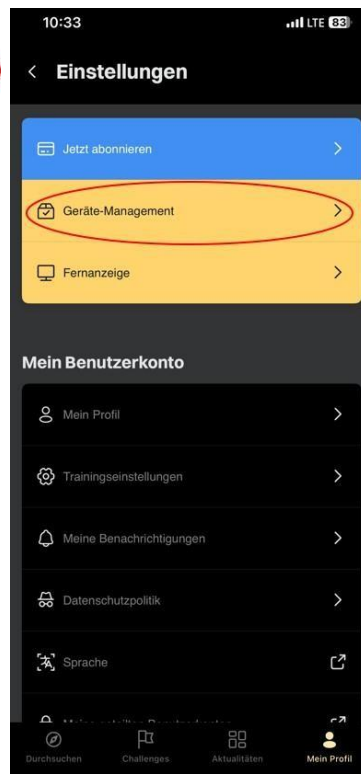 10:33
LTE 83
Einstellungen
Jetzt abonnieren
Geräte-Management
Fernanzeige
Mein Benutzerkonto
Mein Profil
Trainingseinstellungen
Meine Benachrichtigungen
Datenschutzpolitik
Sprache
Durchsuchen Challenges Aktualitäten Mein Profil